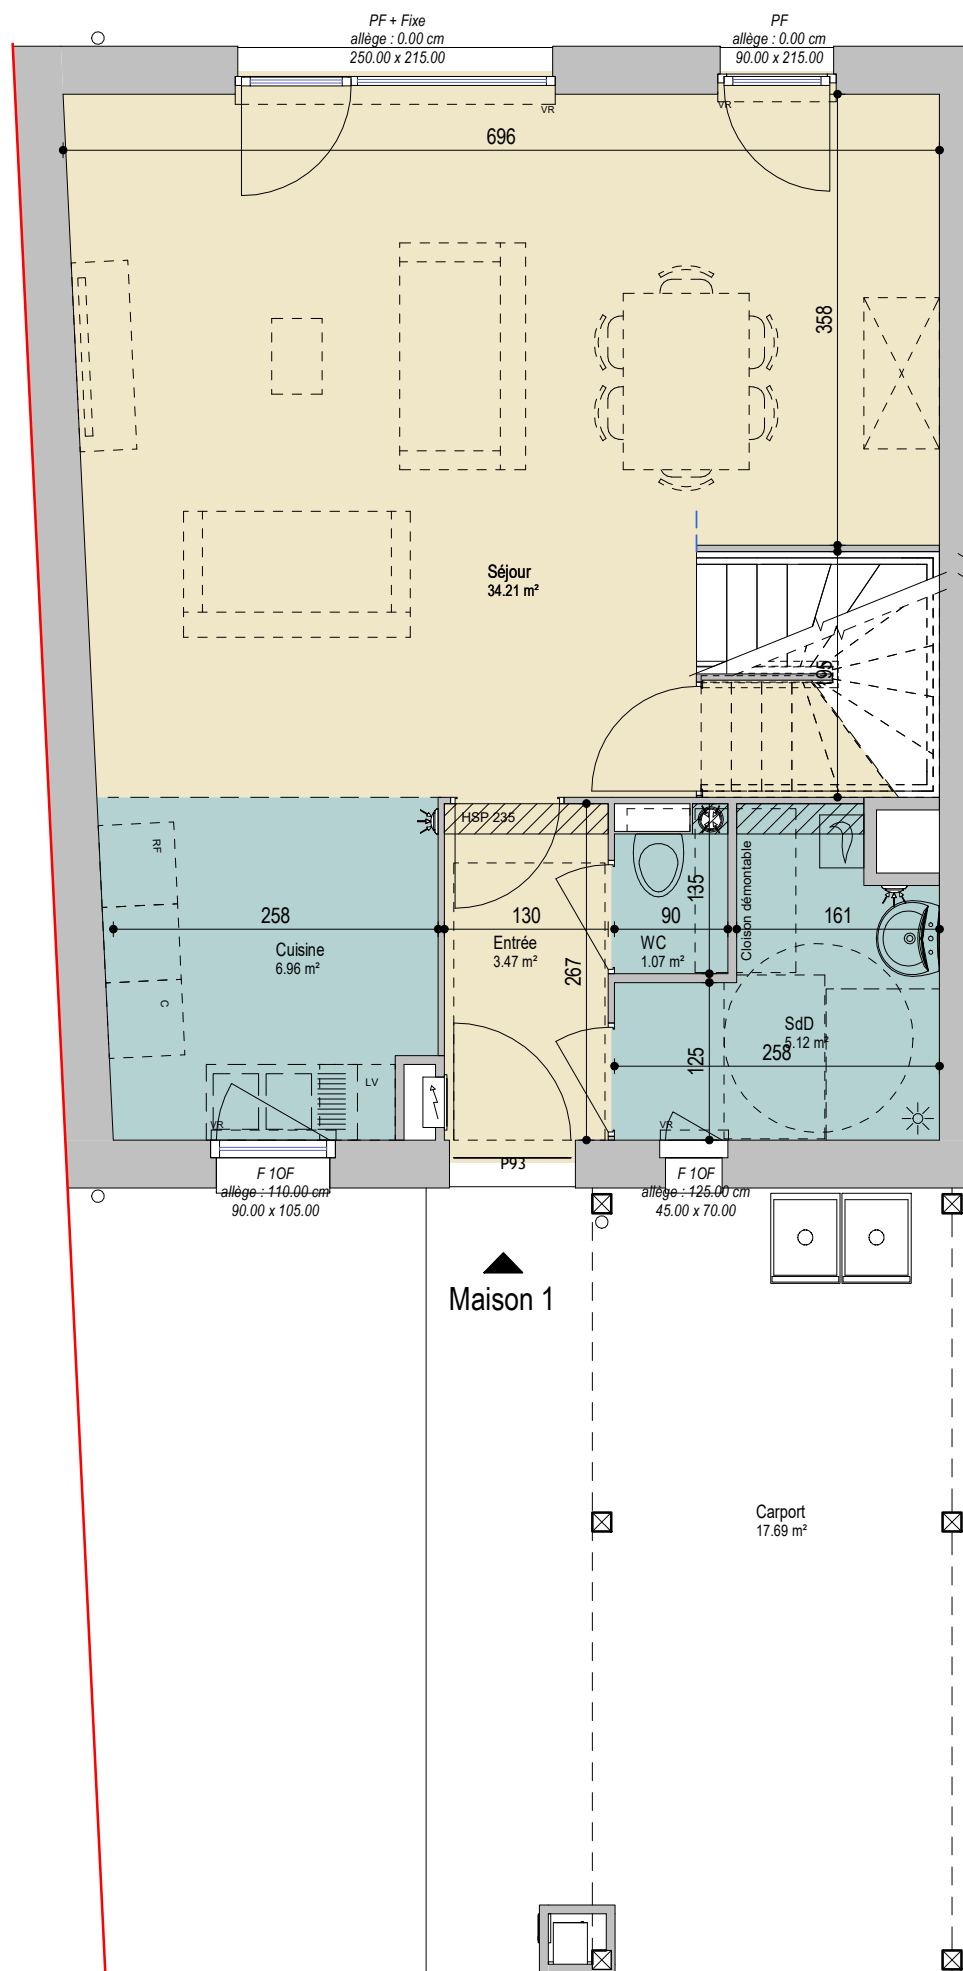 PF + Fixe
allège : 0.00 cm
250.00 x 215.00
PF
allège : 0.00 cm
90.00 x 215.00
VR
VR
696
358
Séjour
34.21 m²
195
HSP 235
RF
258
Cuisine
6.96 m²
C
130
Entrée
3.47 m²
267
135
90
WC
1.07 m²
Cloison démontable
161
SdD
5.12 m²
258
125
LV
VR
VR
P93
F 1OF
allège : 110.00 cm
90.00 x 105.00
F 1OF
allège : 125.00 cm
45.00 x 70.00
Maison 1
Carport
17.69 m²